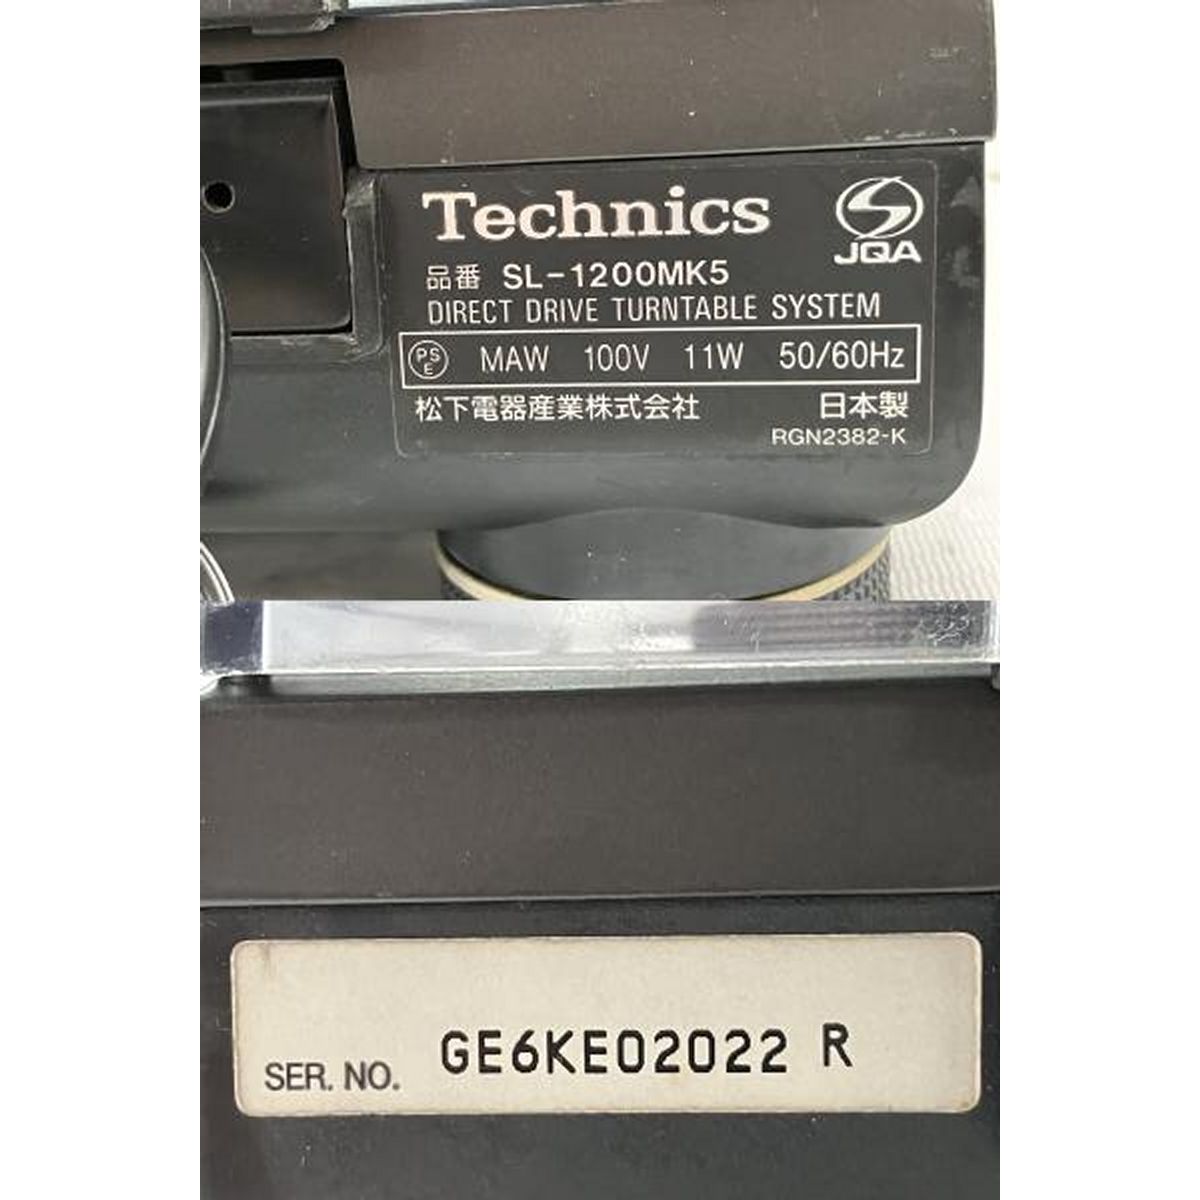 Technics
JQA
品番 SL-1200MK5
DIRECT DRIVE TURNTABLE SYSTEM
PSE MAW 100V 11W 50/60Hz
松下電器産業株式会社 日本製
RGN2382-K
SER. NO. GE6KE02022 R